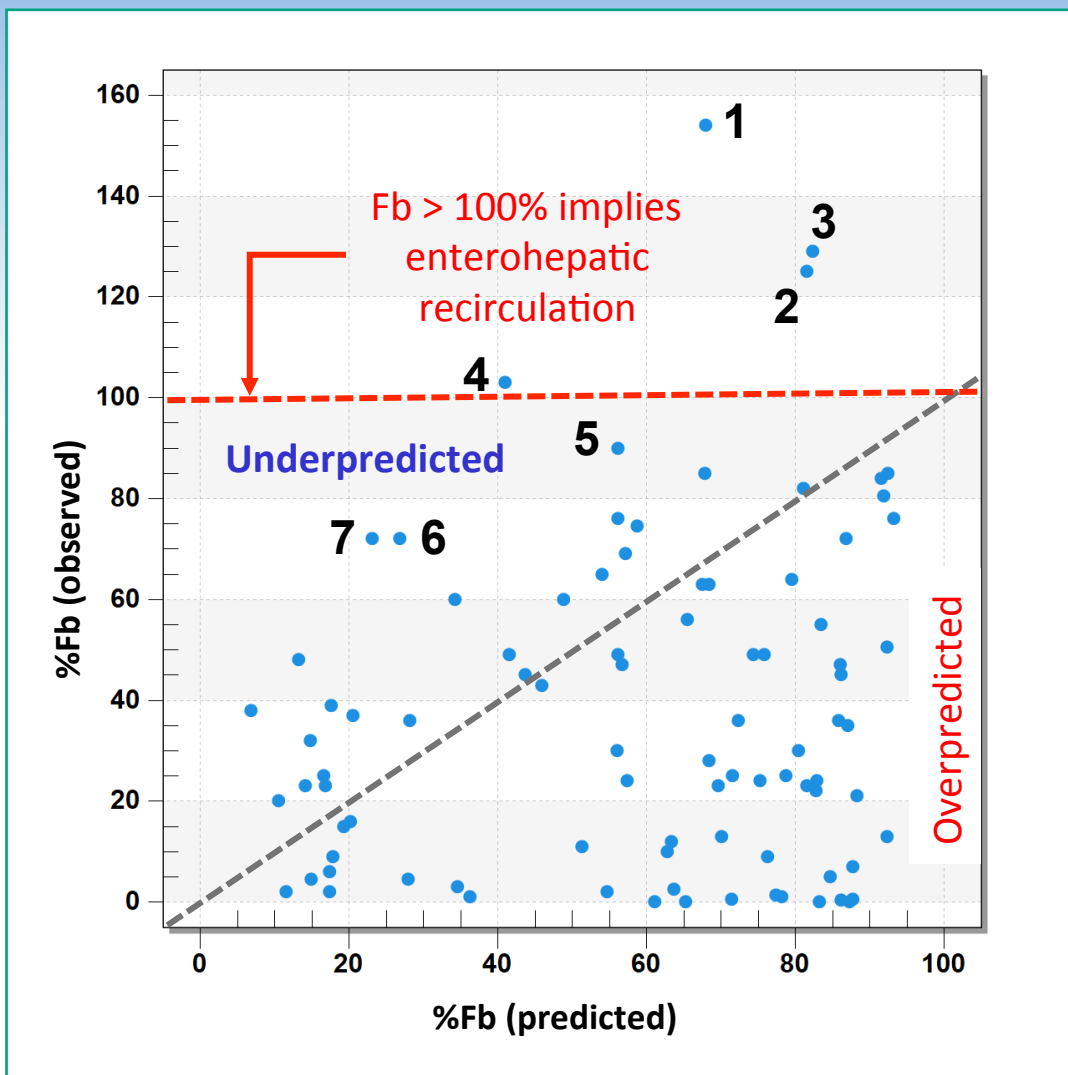 160
140
120
100
80
60
40
20
0
%Fb (observed)
1
3
2
Fb > 100% implies
enterohepatic
recirculation
4
5
Underpredicted
7 6
Overpredicted
0 20 40 60 80 100
%Fb (predicted)